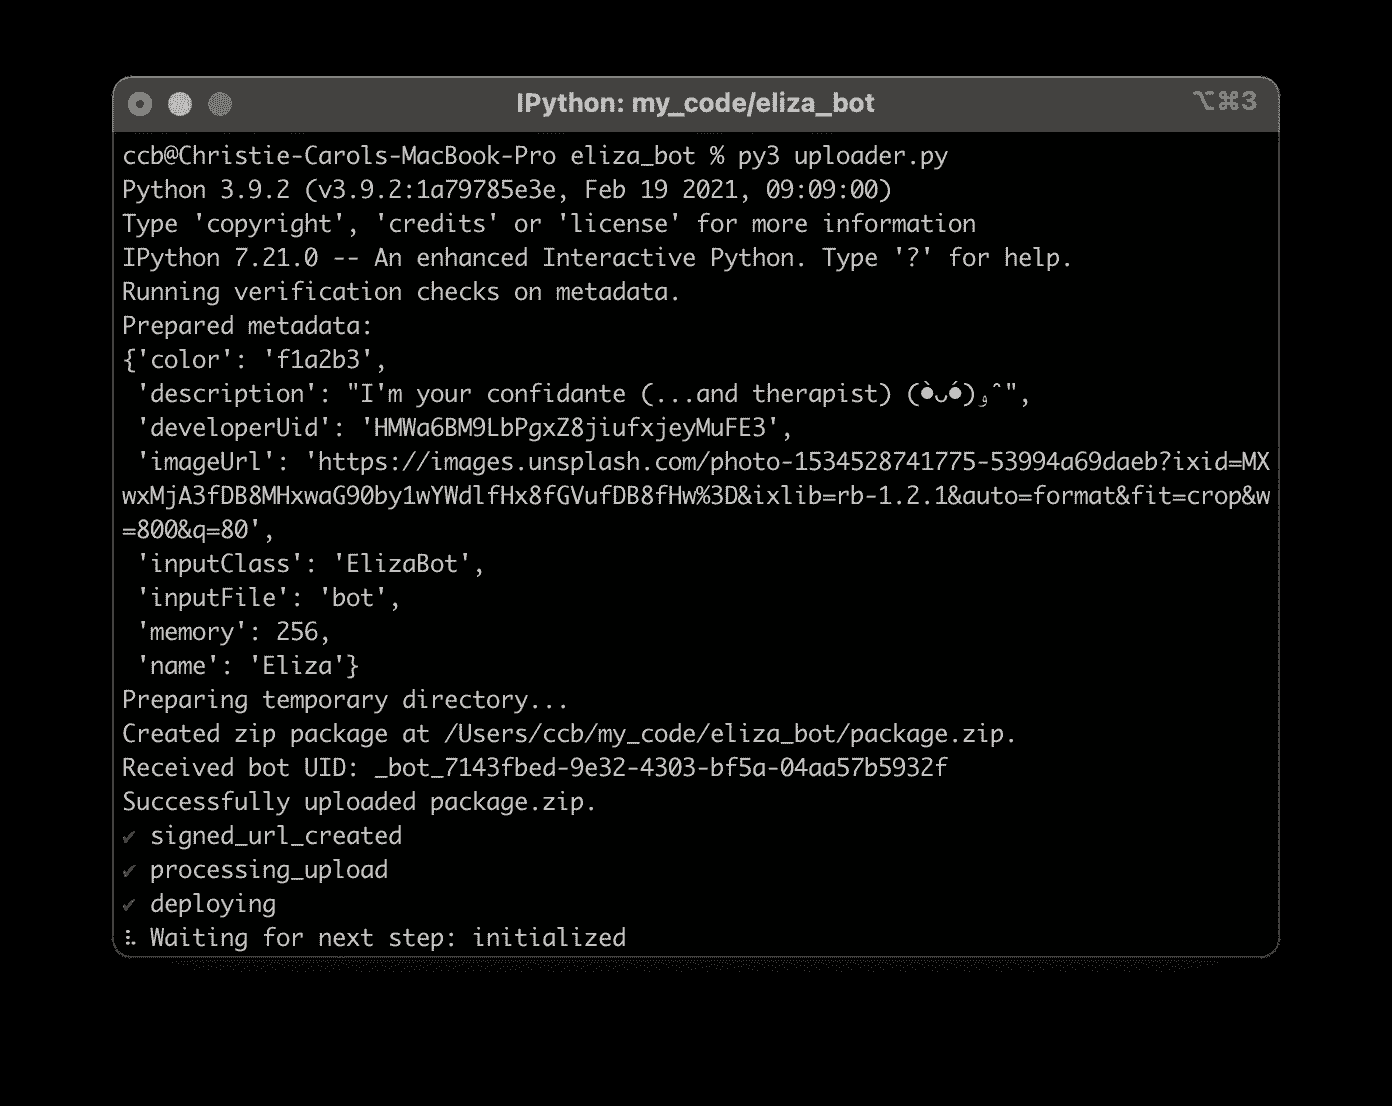 IPython: my_code/eliza_bot
⌥⌘3
ccb@Christie-Carols-MacBook-Pro eliza_bot % py3 uploader.py
Python 3.9.2 (v3.9.2:1a79785e3e, Feb 19 2021, 09:09:00)
Type 'copyright', 'credits' or 'license' for more information
IPython 7.21.0 -- An enhanced Interactive Python. Type '?' for help.
Running verification checks on metadata.
Prepared metadata:
{'color': 'f1a2b3',
 'description': "I'm your confidante (...and therapist) (•̀ᴗ•́)و ̂",
 'developerUid': 'HMWa6BM9LbPgxZ8jiufxjeyMuFE3',
 'imageUrl': 'https://images.unsplash.com/photo-1534528741775-53994a69daeb?ixid=MX
wxMjA3fDB8MHxwaG90by1wYWdlfHx8fGVufDB8fHw%3D&ixlib=rb-1.2.1&auto=format&fit=crop&w
=800&q=80',
 'inputClass': 'ElizaBot',
 'inputFile': 'bot',
 'memory': 256,
 'name': 'Eliza'}
Preparing temporary directory...
Created zip package at /Users/ccb/my_code/eliza_bot/package.zip.
Received bot UID: _bot_7143fbed-9e32-4303-bf5a-04aa57b5932f
Successfully uploaded package.zip.
✔ signed_url_created
✔ processing_upload
✔ deploying
⠧ Waiting for next step: initialized